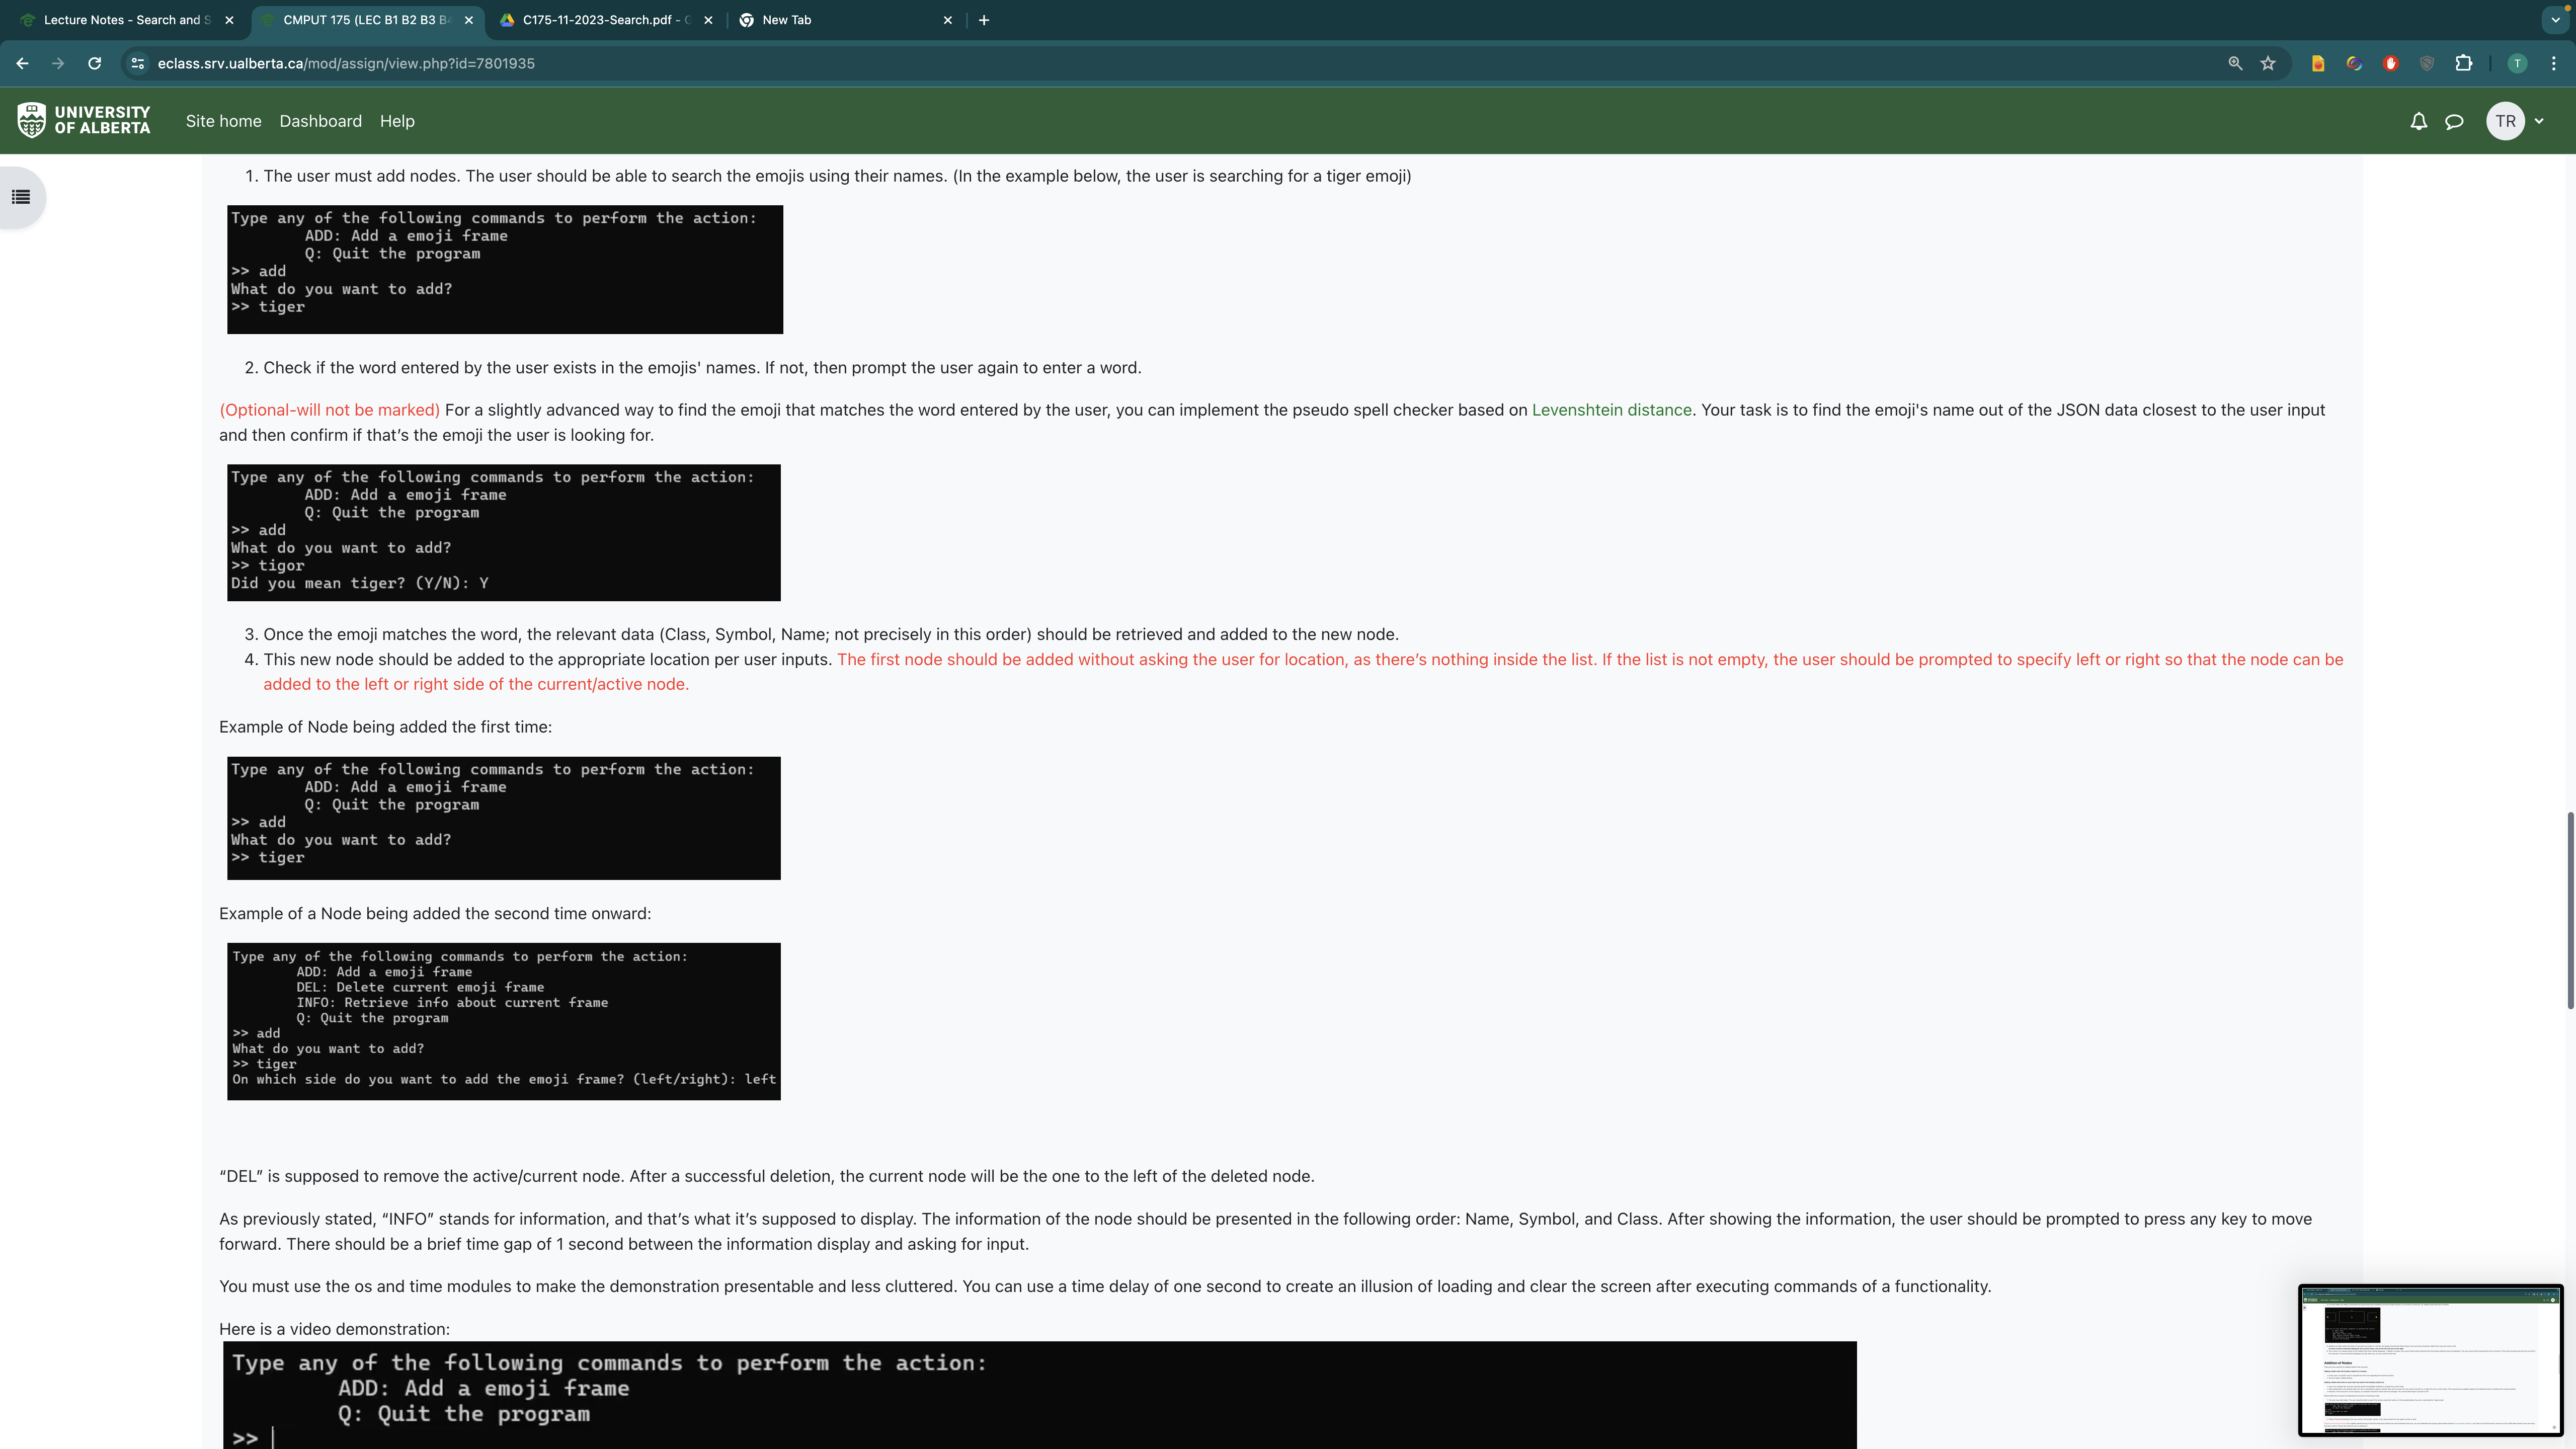 Lecture Notes - Search and S
CMPUT 175 (LEC B1 B2 B3 B4
C175-11-2023-Search.pdf - G
New Tab
eclass.srv.ualberta.ca/mod/assign/view.php?id=7801935
T
UNIVERSITY
OF ALBERTA
Site home Dashboard Help
TR
1. The user must add nodes. The user should be able to search the emojis using their names. (In the example below, the user is searching for a tiger emoji)
Type any of the following commands to perform the action:
ADD: Add a emoji frame
Q: Quit the program
>> add
What do you want to add?
>> tiger
2. Check if the word entered by the user exists in the emojis' names. If not, then prompt the user again to enter a word.
(Optional-will not be marked) For a slightly advanced way to find the emoji that matches the word entered by the user, you can implement the pseudo spell checker based on Levenshtein distance. Your task is to find the emoji's name out of the JSON data closest to the user input
and then confirm if that’s the emoji the user is looking for.
Type any of the following commands to perform the action:
ADD: Add a emoji frame
Q: Quit the program
>> add
What do you want to add?
>> tigor
Did you mean tiger? (Y/N): Y
3. Once the emoji matches the word, the relevant data (Class, Symbol, Name; not precisely in this order) should be retrieved and added to the new node.
4. This new node should be added to the appropriate location per user inputs. The first node should be added without asking the user for location, as there’s nothing inside the list. If the list is not empty, the user should be prompted to specify left or right so that the node can be
added to the left or right side of the current/active node.
Example of Node being added the first time:
Type any of the following commands to perform the action:
ADD: Add a emoji frame
Q: Quit the program
>> add
What do you want to add?
>> tiger
Example of a Node being added the second time onward:
Type any of the following commands to perform the action:
ADD: Add a emoji frame
DEL: Delete current emoji frame
INFO: Retrieve info about current frame
Q: Quit the program
>> add
What do you want to add?
>> tiger
On which side do you want to add the emoji frame? (left/right): left
“DEL” is supposed to remove the active/current node. After a successful deletion, the current node will be the one to the left of the deleted node.
As previously stated, “INFO” stands for information, and that’s what it’s supposed to display. The information of the node should be presented in the following order: Name, Symbol, and Class. After showing the information, the user should be prompted to press any key to move
forward. There should be a brief time gap of 1 second between the information display and asking for input.
You must use the os and time modules to make the demonstration presentable and less cluttered. You can use a time delay of one second to create an illusion of loading and clear the screen after executing commands of a functionality.
Here is a video demonstration:
Type any of the following commands to perform the action:
ADD: Add a emoji frame
Q: Quit the program
>>